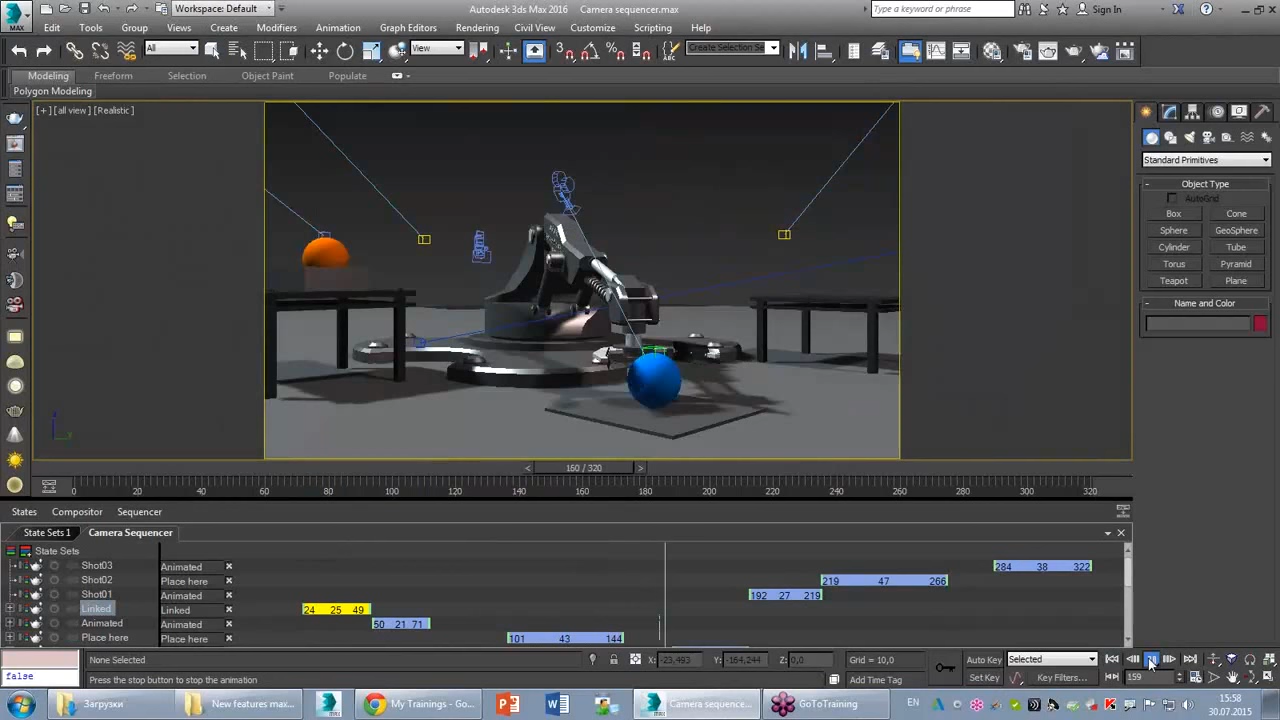 MAX Workspace: Default Autodesk 3ds Max 2016 Camera sequencer.max Type a keyword or phrase Sign In
Edit Tools Group Views Create Modifiers Animation Graph Editors Rendering Civil View Customize Scripting Help
All View Create Selection Se
Modeling Freeform Selection Object Paint Populate
Polygon Modeling
[+] [all view] [Realistic]
Standard Primitives
- Object Type
AutoGrid
Box Cone
Sphere GeoSphere
Cylinder Tube
Torus Pyramid
Teapot Plane
- Name and Color
< 160 / 320 >
0 20 40 60 80 100 120 140 160 180 200 220 240 260 280 300 320
States Compositor Sequencer
State Sets 1 Camera Sequencer
State Sets
Shot03 Animated 284 38 322
Shot02 Place here 219 47 266
Shot01 Animated 192 27 219
Linked Linked 24 25 49
Animated Animated 50 21 71
Place here Place here 101 43 144
None Selected X: -23,493 Y: -164,244 Z: 0,0 Grid = 10,0 Auto Key Selected
false Press the stop button to stop the animation Add Time Tag Set Key Key Filters... 159
Загрузки New features max... My Trainings - Go... Camera sequence... GoToTraining EN 15:58
30.07.2015